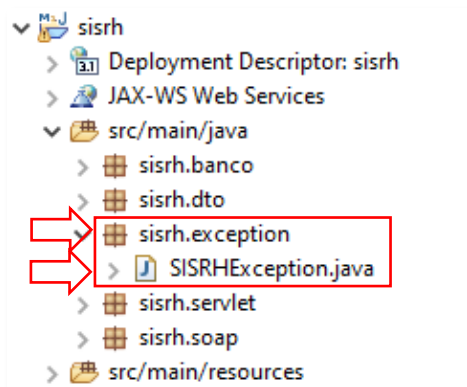 sisrh
Deployment Descriptor: sisrh
JAX-WS Web Services
src/main/java
sisrh.banco
sisrh.dto
sisrh.exception
SISRHException.java
sisrh.servlet
sisrh.soap
src/main/resources